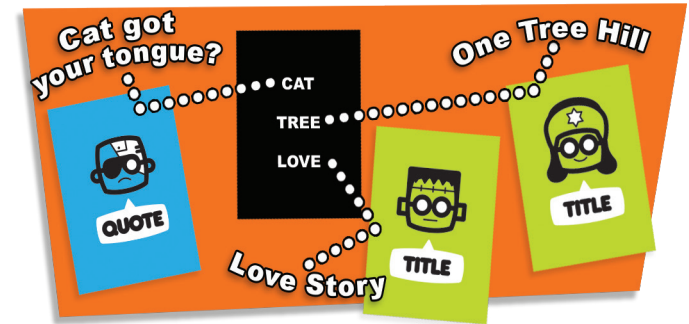 Cat got
your tongue?
One Tree Hill
CAT
TREE
LOVE
QUOTE
TITLE
TITLE
Love Story